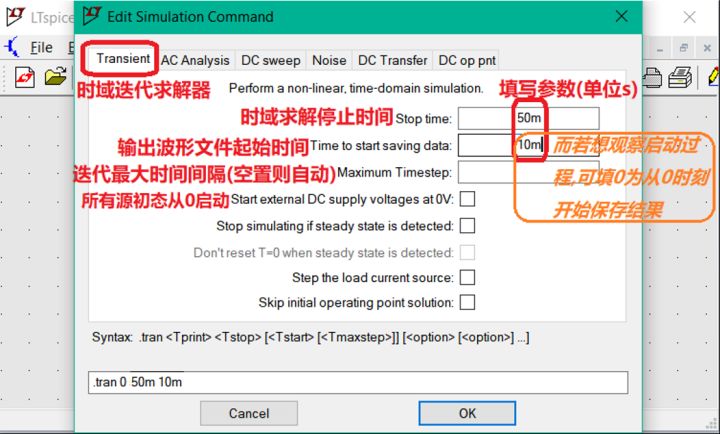 LTspice
Edit Simulation Command
File
E
Transient
AC Analysis
DC sweep
Noise
DC Transfer
DC op pnt
时域迭代求解器
Perform a non-linear, time-domain simulation.
填写参数(单位s)
时域求解停止时间
Stop time:
50m
输出波形文件起始时间
Time to start saving data:
10m
而若想观察启动过
程,可填0为从0时刻
开始保存结果
迭代最大时间间隔(空置则自动)
Maximum Timestep:
所有源初态从0启动
Start external DC supply voltages at 0V:
Stop simulating if steady state is detected:
Don't reset T=0 when steady state is detected:
Step the load current source:
Skip initial operating point solution:
Syntax: .tran <Tprint> <Tstop> [<Tstart> [<Tmaxstep>]] [<option> [<option>] ...]
.tran 0 50m 10m
Cancel
OK